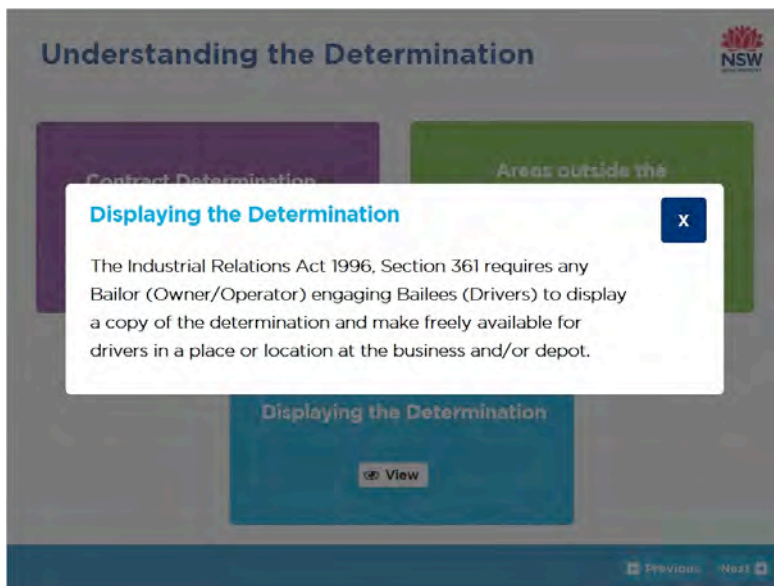 Understanding the Determination
NSW
Contract Determination
Areas outside the
Displaying the Determination
X
The Industrial Relations Act 1996, Section 361 requires any
Bailor (Owner/Operator) engaging Bailees (Drivers) to display
a copy of the determination and make freely available for
drivers in a place or location at the business and/or depot.
Displaying the Determination
View
Previous Next